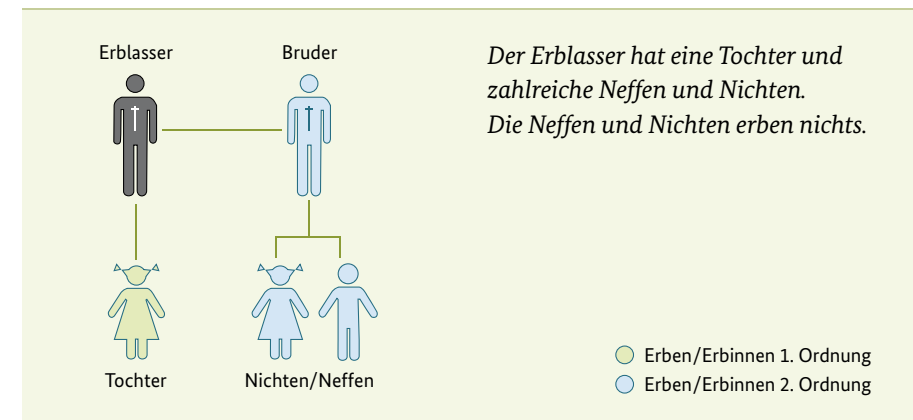 Erblasser
Bruder
Der Erblasser hat eine Tochter und
zahlreiche Neffen und Nichten.
Die Neffen und Nichten erben nichts.
Tochter
Nichten/Neffen
Erben/Erbinnen 1. Ordnung
Erben/Erbinnen 2. Ordnung